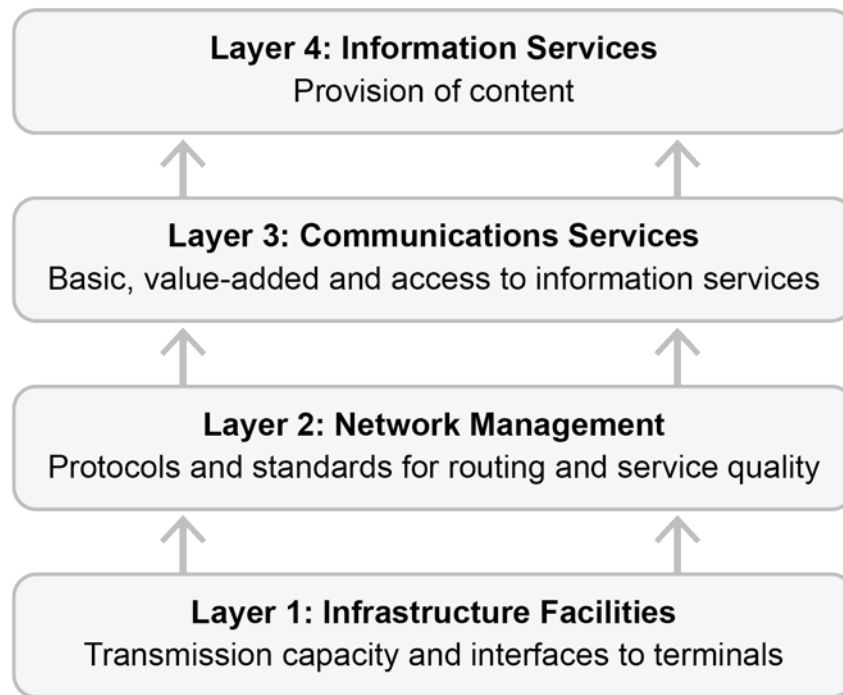 Layer 4: Information Services
Provision of content
Layer 3: Communications Services
Basic, value-added and access to information services
Layer 2: Network Management
Protocols and standards for routing and service quality
Layer 1: Infrastructure Facilities
Transmission capacity and interfaces to terminals